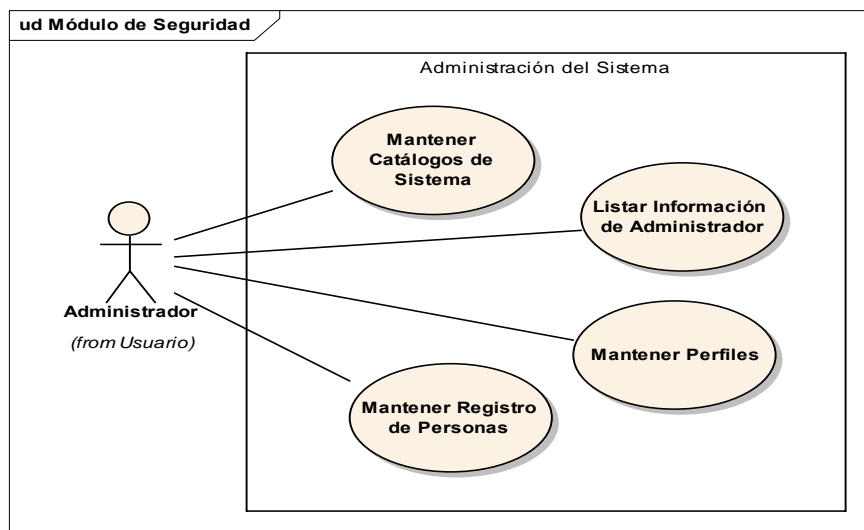 ud Módulo de Seguridad
Administración del Sistema
Mantener
Catálogos de
Sistema
Listar Información
de Administrador
Administrador
(from Usuario)
Mantener Perfiles
Mantener Registro
de Personas